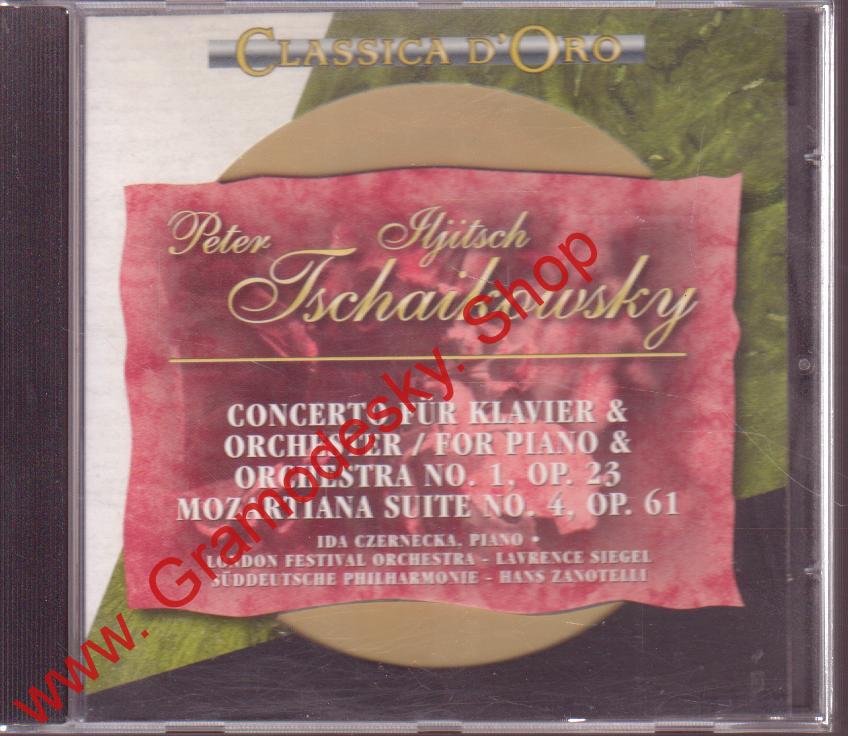 CLASSICA D'ORO
Peter Iljitsch
Tschaikowsky
CONCERTO FÜR KLAVIER &
ORCHESTER / FOR PIANO &
ORCHESTRA NO. 1, OP. 23
MOZARTIANA SUITE NO. 4, OP. 61
IDA CZERNECKA, PIANO •
LONDON FESTIVAL ORCHESTRA - LAVRENCE SIEGEL
SÜDDEUTSCHE PHILHARMONIE - HANS ZANOTELLI
www. Gramodesky. Shop